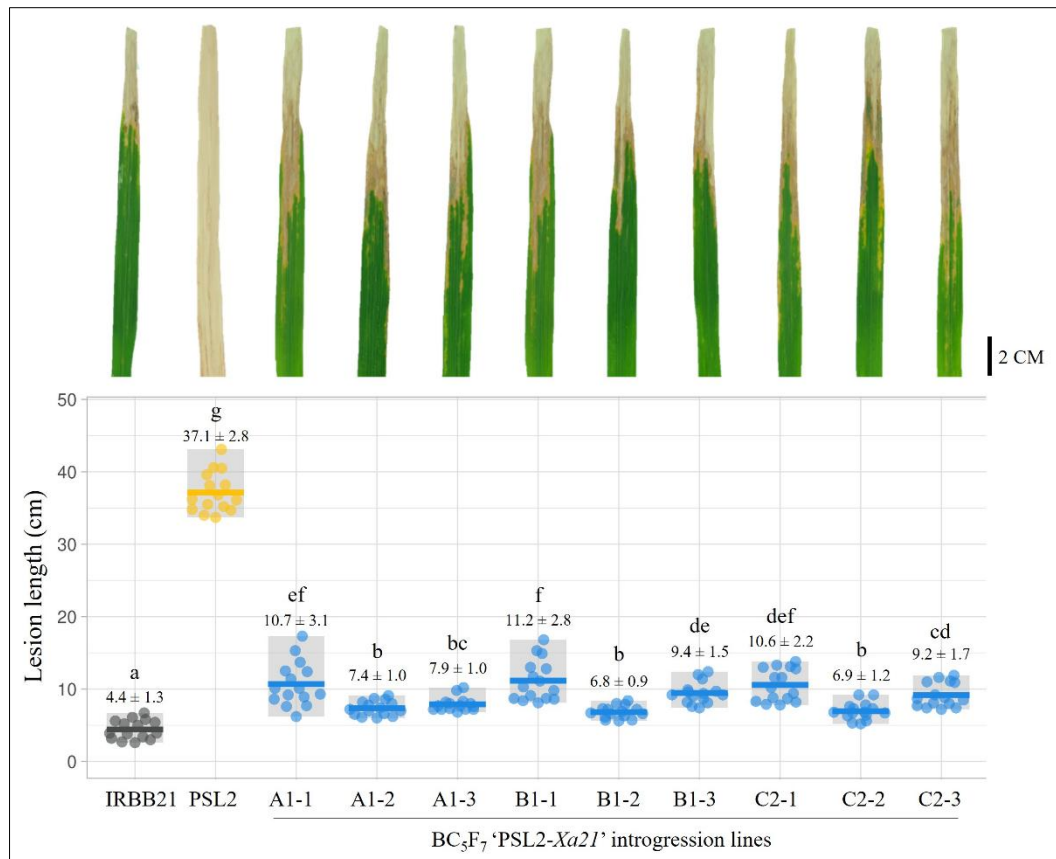 2 CM
50
40
30
20
10
0
Lesion length (cm)
g
37.1 ± 2.8
a
4.4 ± 1.3
ef
10.7 ± 3.1
b
7.4 ± 1.0
bc
7.9 ± 1.0
f
11.2 ± 2.8
b
6.8 ± 0.9
de
9.4 ± 1.5
def
10.6 ± 2.2
b
6.9 ± 1.2
cd
9.2 ± 1.7
IRBB21 PSL2 A1-1 A1-2 A1-3 B1-1 B1-2 B1-3 C2-1 C2-2 C2-3
BC₅F₇ ‘PSL2-Xa21’ introgression lines